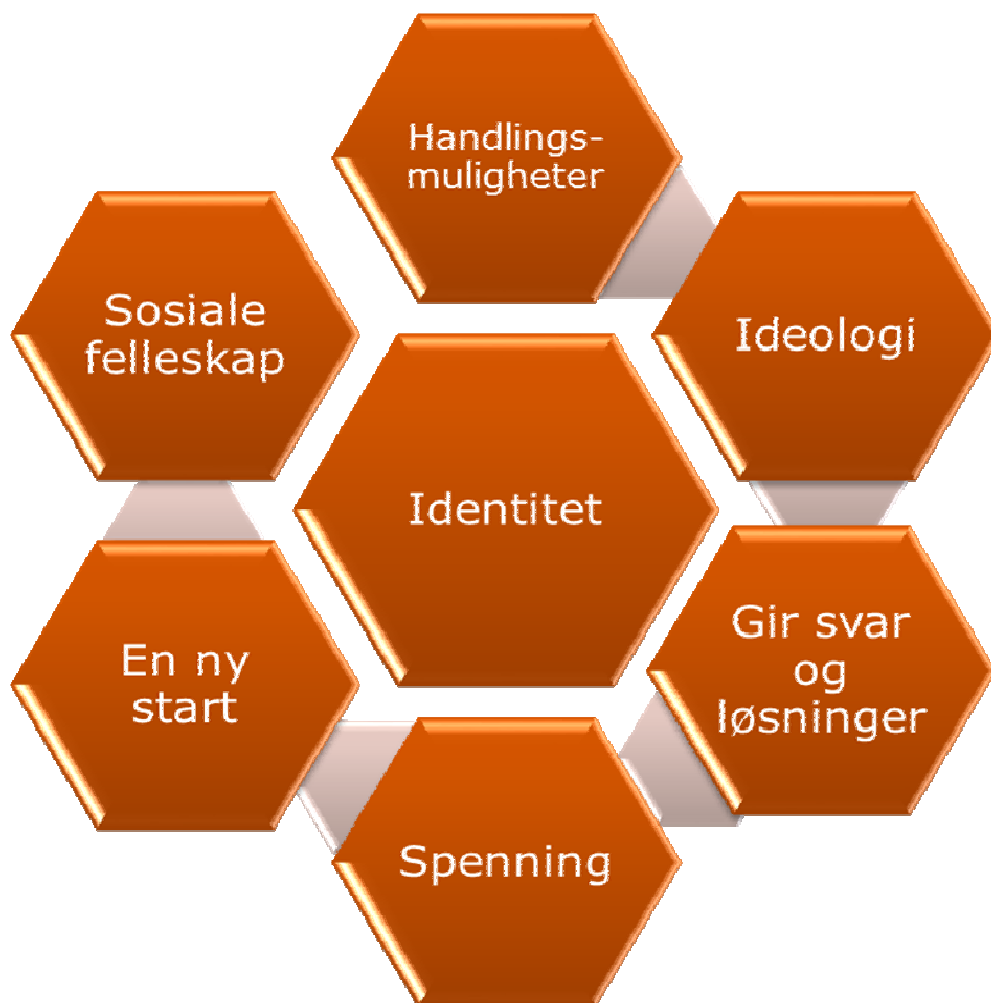 Handlings-
muligheter
Sosiale
felleskap
Ideologi
Identitet
Gir svar
og
løsninger
En ny
start
Spenning